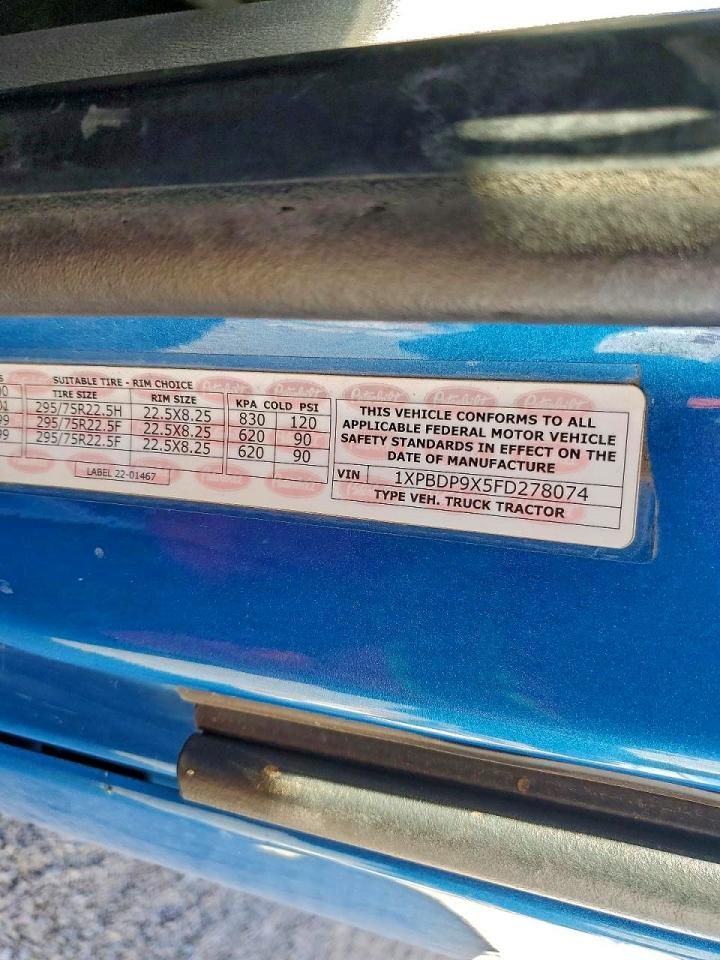 S SUITABLE TIRE - RIM CHOICE
TIRE SIZE RIM SIZE KPA COLD PSI
295/75R22.5H 22.5X8.25 830 120
295/75R22.5F 22.5X8.25 620 90
295/75R22.5F 22.5X8.25 620 90
LABEL 22-01467
THIS VEHICLE CONFORMS TO ALL
APPLICABLE FEDERAL MOTOR VEHICLE
SAFETY STANDARDS IN EFFECT ON THE
DATE OF MANUFACTURE
VIN 1XPBDP9X5FD278074
TYPE VEH. TRUCK TRACTOR